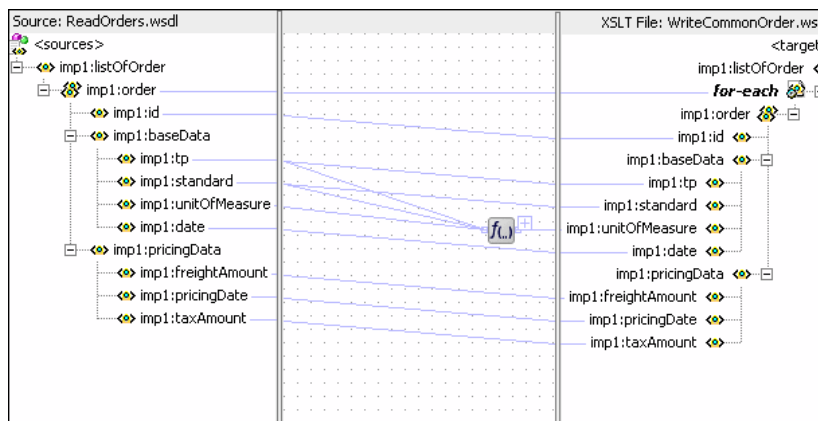 Source: ReadOrders.wsdl
<sources>
imp1:listOfOrder
imp1:order
imp1:id
imp1:baseData
imp1:tp
imp1:standard
imp1:unitOfMeasure
imp1:date
imp1:pricingData
imp1:freightAmount
imp1:pricingDate
imp1:taxAmount
f(..)
XSLT File: WriteCommonOrder.ws
<target
imp1:listOfOrder
for-each
imp1:order
imp1:id
imp1:baseData
imp1:tp
imp1:standard
imp1:unitOfMeasure
imp1:date
imp1:pricingData
imp1:freightAmount
imp1:pricingDate
imp1:taxAmount